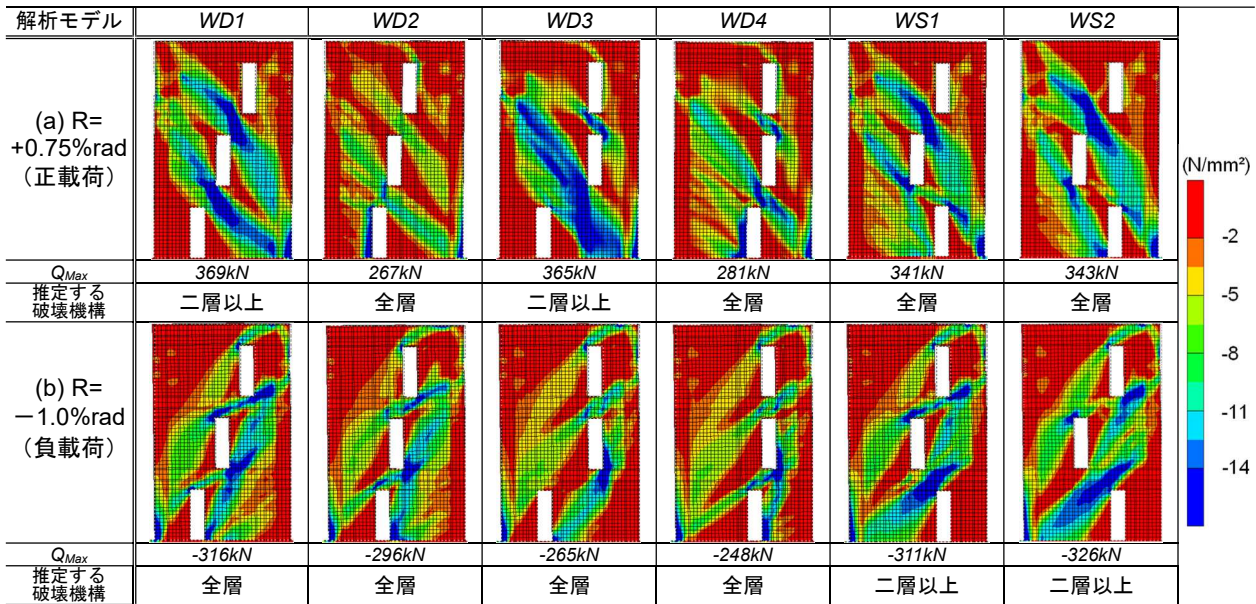 解析モデル WD1 WD2 WD3 WD4 WS1 WS2
(a) R=
+0.75%rad
（正載荷）
QMax 369kN 267kN 365kN 281kN 341kN 343kN
推定する
破壊機構
二層以上 全層 二層以上 全層 全層 全層
(b) R=
－1.0%rad
（負載荷）
QMax -316kN -296kN -265kN -248kN -311kN -326kN
推定する
破壊機構
全層 全層 全層 全層 二層以上 二層以上
(N/mm²)
-2
-5
-8
-11
-14